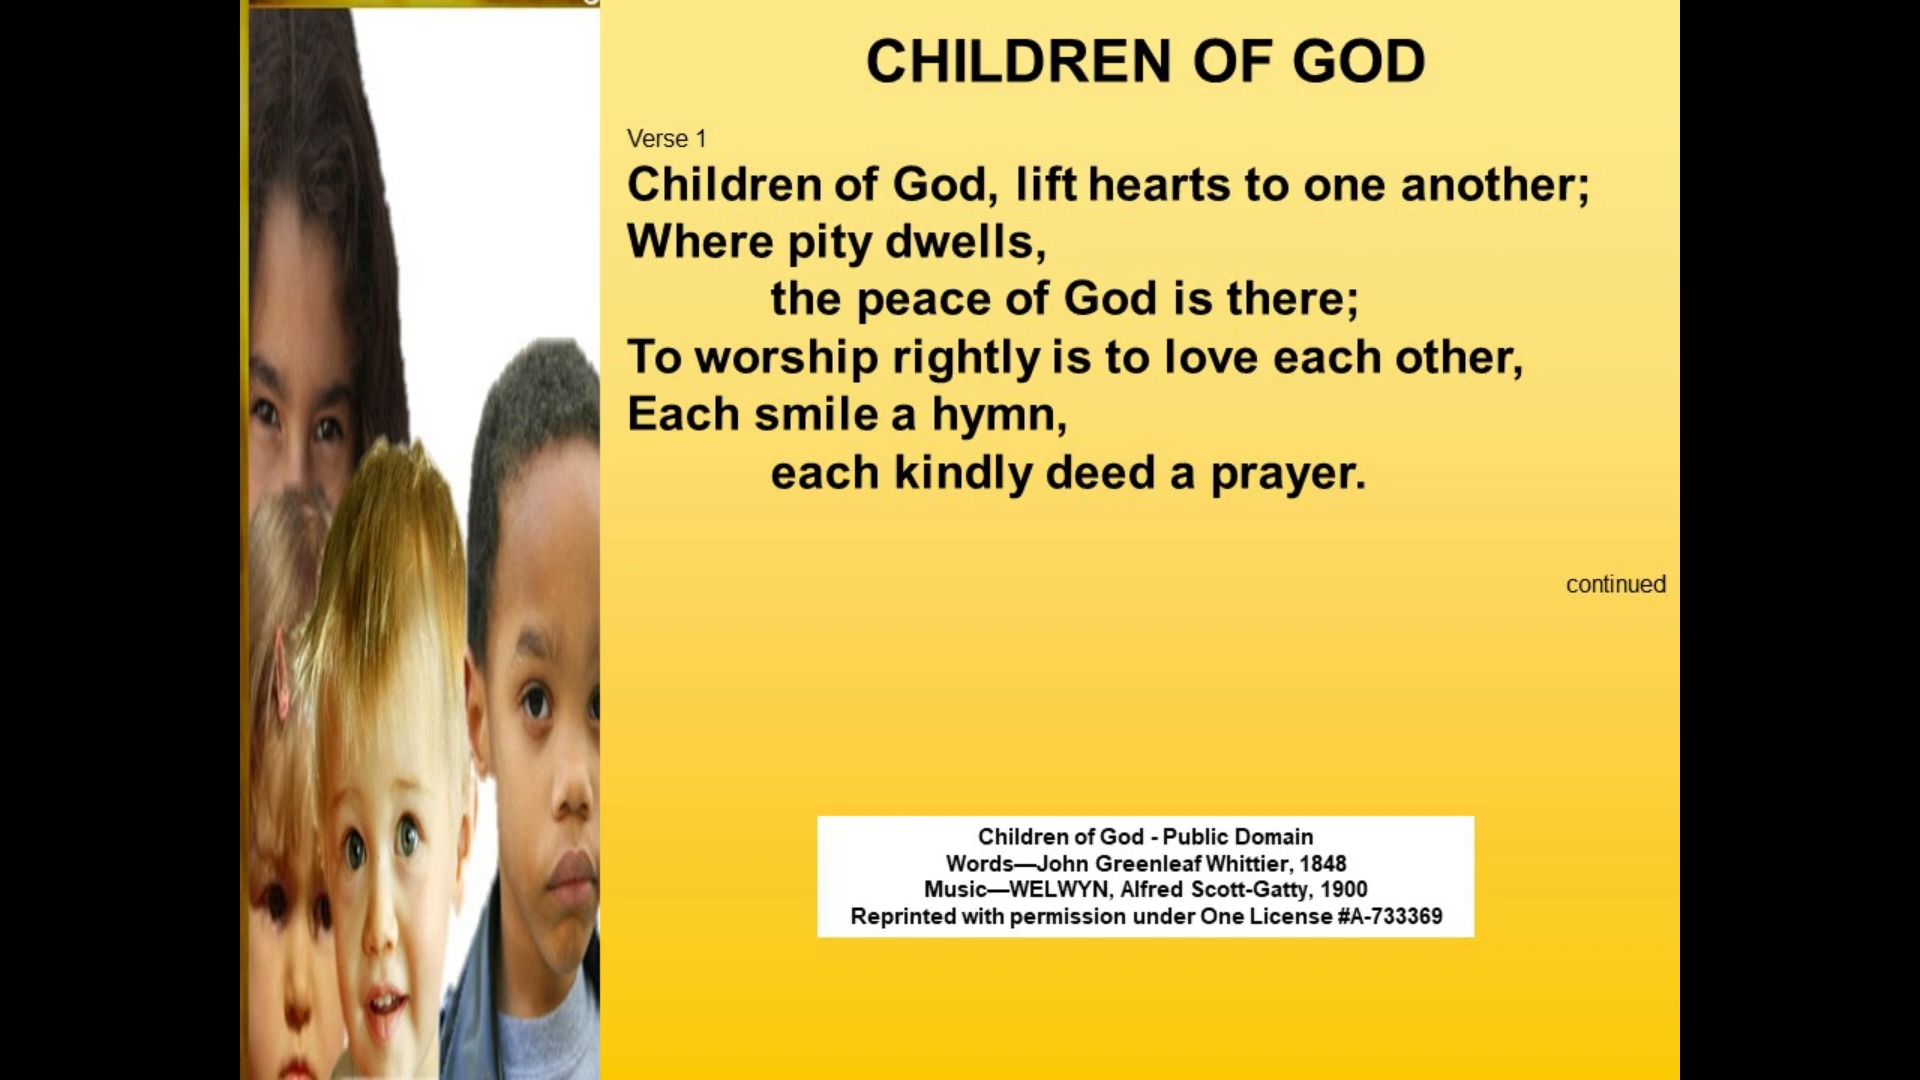 CHILDREN OF GOD
Verse 1
Children of God, lift hearts to one another;
Where pity dwells,
the peace of God is there;
To worship rightly is to love each other,
Each smile a hymn,
each kindly deed a prayer.
continued
Children of God - Public Domain
Words—John Greenleaf Whittier, 1848
Music—WELWYN, Alfred Scott-Gatty, 1900
Reprinted with permission under One License #A-733369